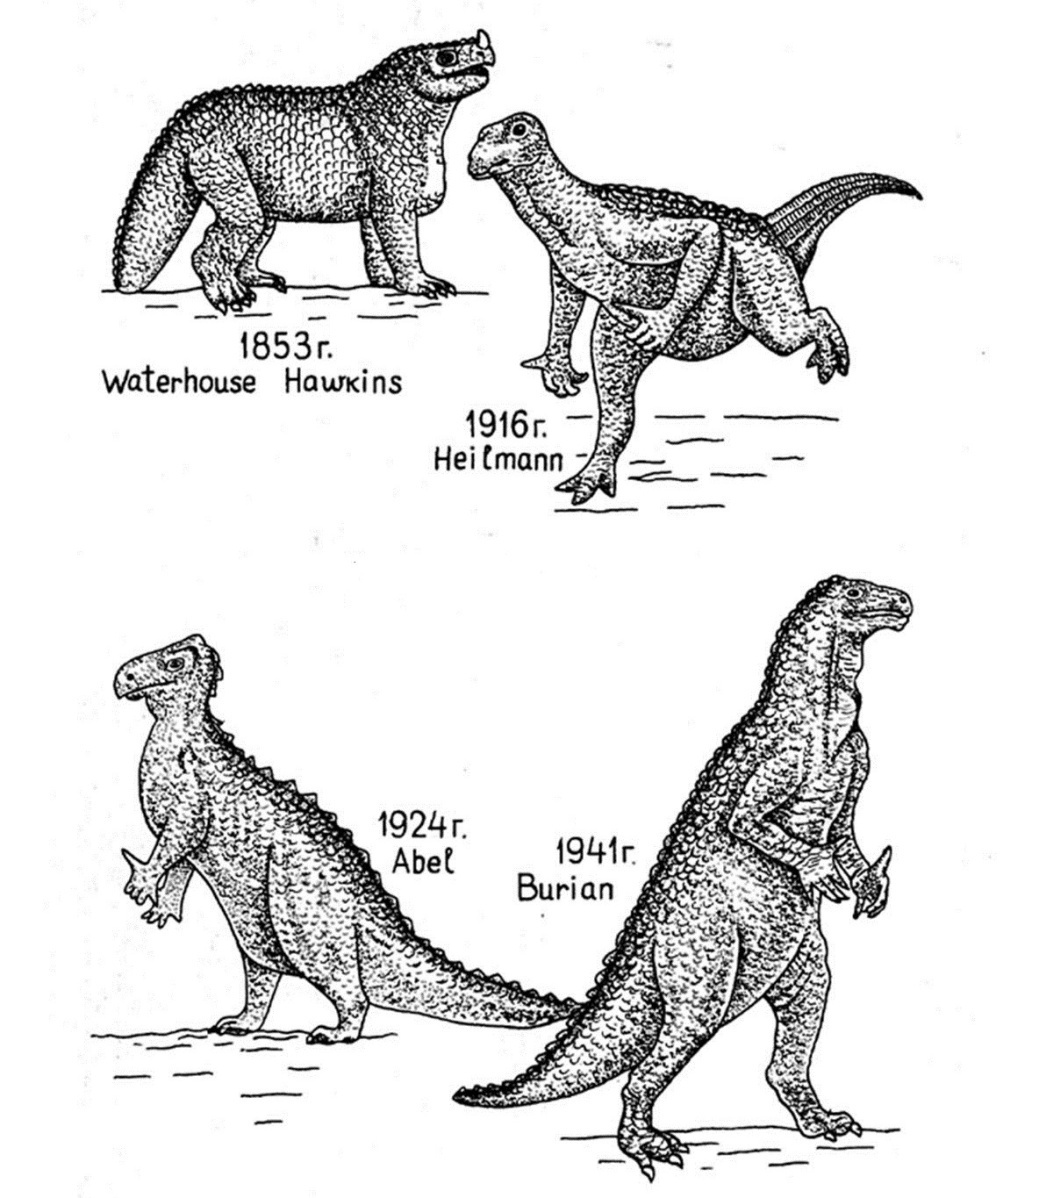 1853г.
Waterhouse Hawkins
1916г.
Heilmann
1924г.
Abel
1941г.
Burian